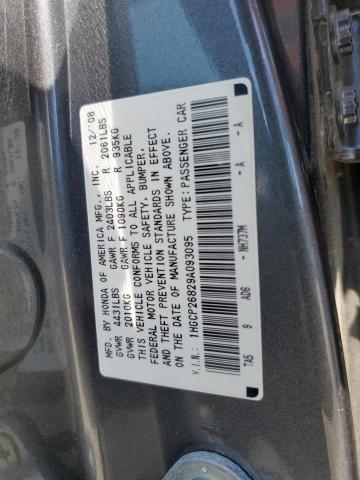 MFD. BY HONDA OF AMERICA MFG., INC. 12/'08
GVWR 4431LBS GAWR F 2403LBS R 2061LBS
GVWR 2010KG GAWR F 1090KG R 935KG
THIS VEHICLE CONFORMS TO ALL APPLICABLE
FEDERAL MOTOR VEHICLE SAFETY, BUMPER,
AND THEFT PREVENTION STANDARDS IN EFFECT
ON THE DATE OF MANUFACTURE SHOWN ABOVE.
V.I.N.: 1HGCP26829A093095 TYPE: PASSENGER CAR
TA5 9 AD6 - NH737M - A - A